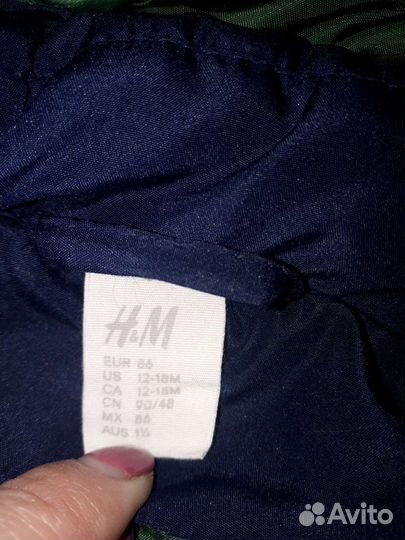 H&M
EUR 86
US 12-18M
CA 12-18M
CN 90/48
MX 86
AUS 1½
Avito